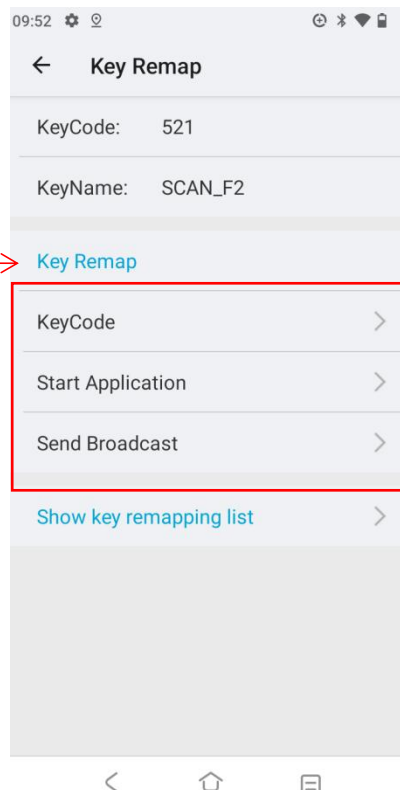 09:52
Key Remap
KeyCode: 521
KeyName: SCAN_F2
Key Remap
KeyCode
Start Application
Send Broadcast
Show key remapping list